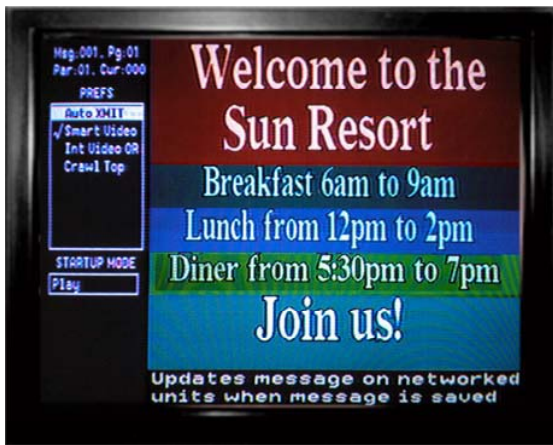 Msg:001. Pg:01
Par:01. Cur:000
PREFS
Auto XMIT
√Smart Video
Int Video OR
Crawl Top
STARTUP MODE
Play
Welcome to the
Sun Resort
Breakfast 6am to 9am
Lunch from 12pm to 2pm
Diner from 5:30pm to 7pm
Join us!
Updates message on networked
units when message is saved